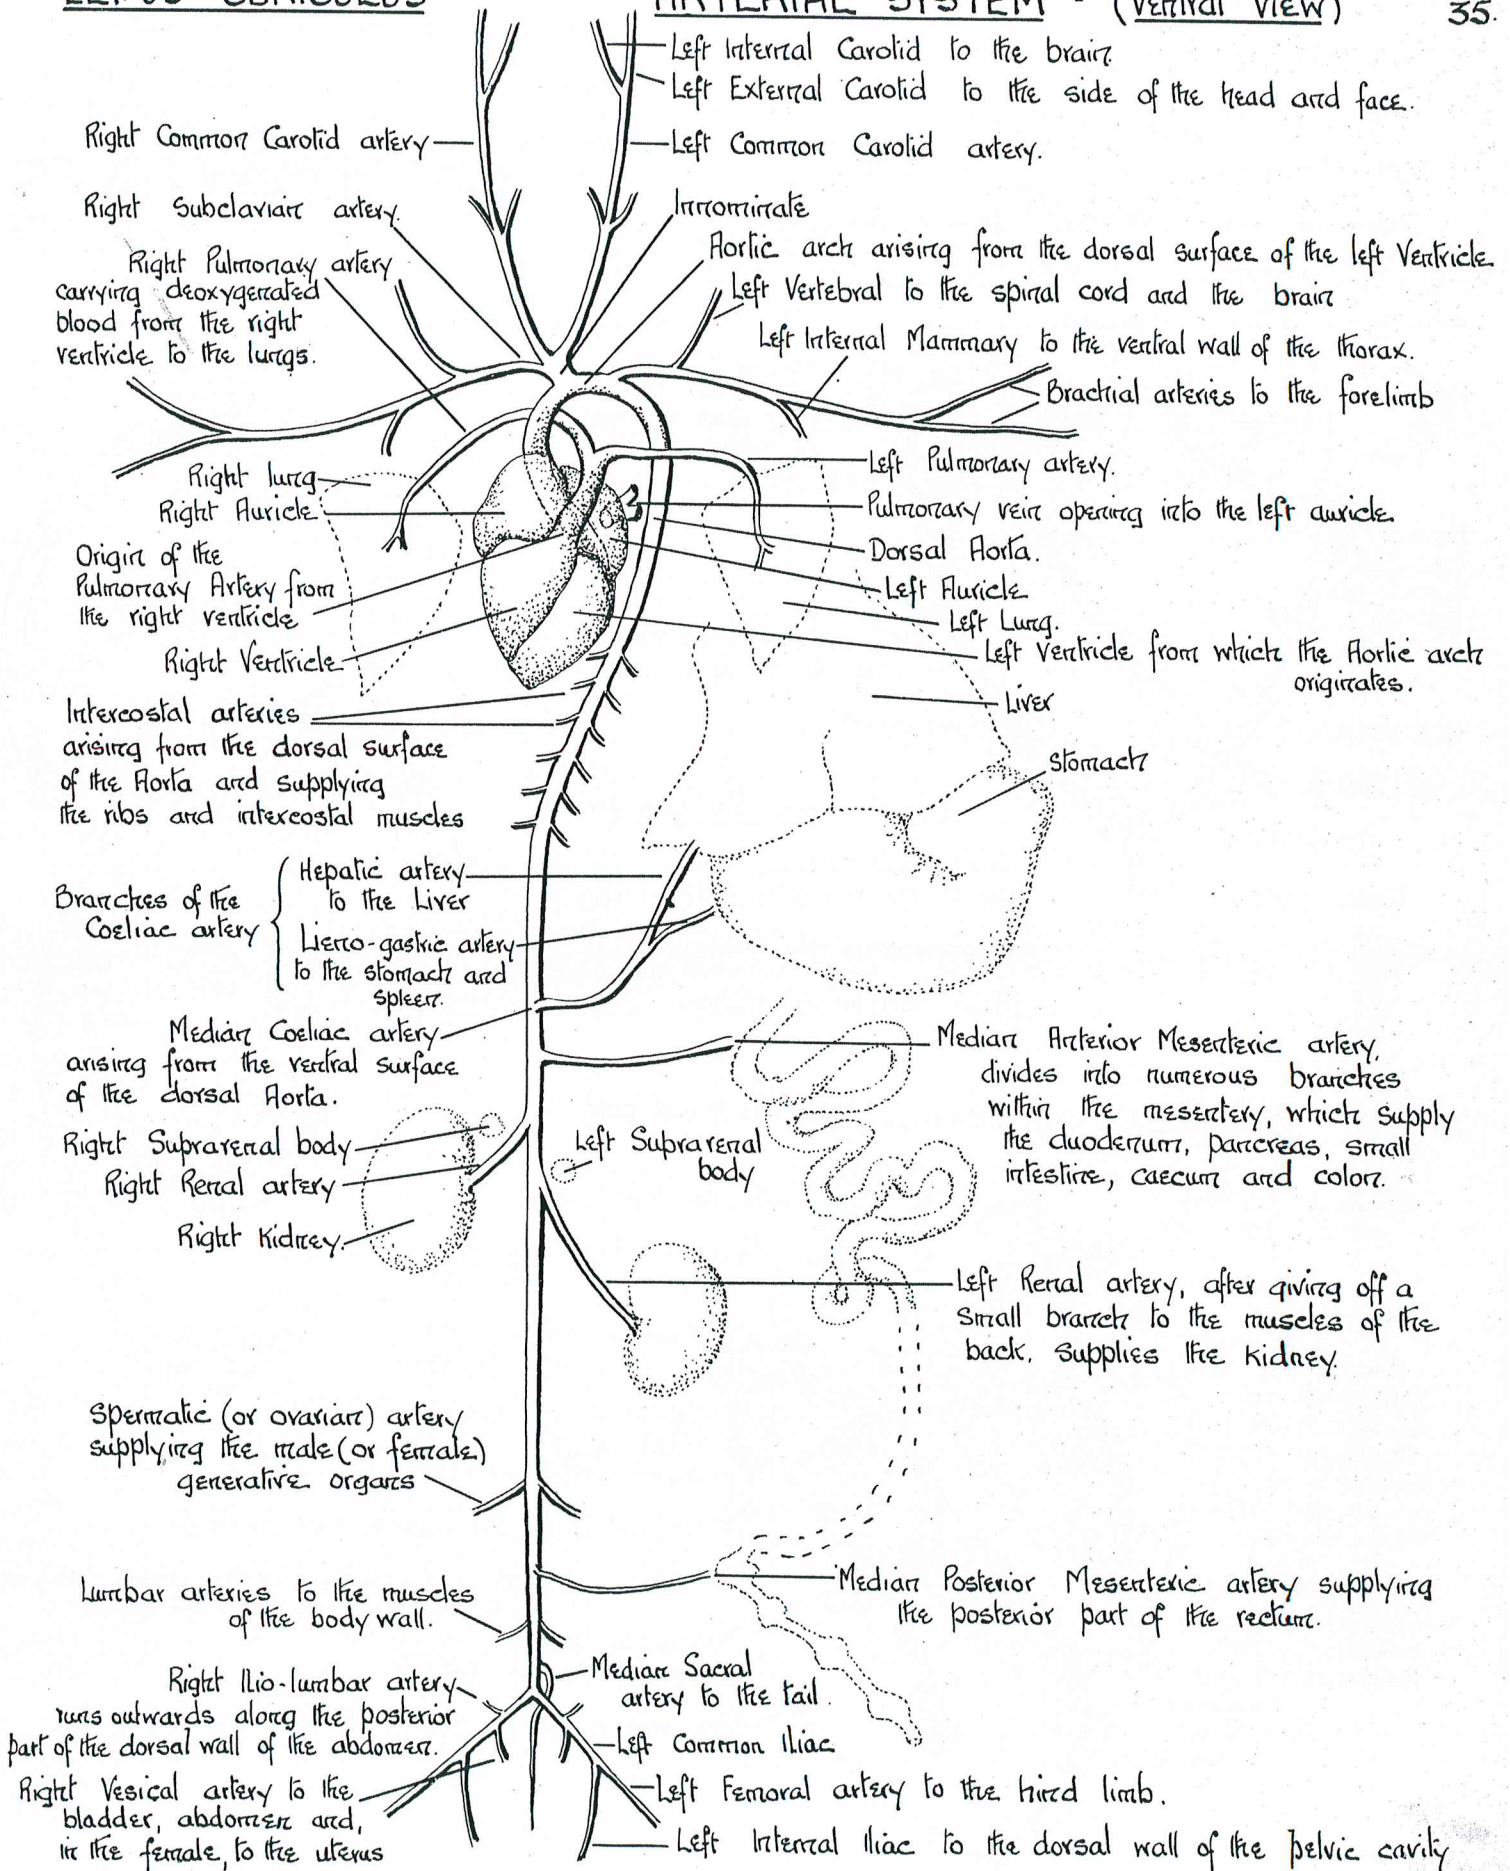 LEPUS CUNICULUS
ARTERIAL SYSTEM - (Ventral View)
35.
Left Internal Carotid to the brain.
Left External Carotid to the side of the head and face.
Right Common Carotid artery
Left Common Carotid artery.
Right Subclavian artery.
Innominate
Right Pulmonary artery
carrying deoxygenated
blood from the right
ventricle to the lungs.
Aortic arch arising from the dorsal surface of the left Ventricle.
Left Vertebral to the spinal cord and the brain
Left Internal Mammary to the ventral wall of the thorax.
Brachial arteries to the forelimb
Right lung
Right Auricle
Left Pulmonary artery.
Pulmonary vein opening into the left auricle.
Origin of the
Pulmonary Artery from
the right ventricle
Dorsal Aorta.
Left Auricle
Left Lung.
Right Ventricle
Left Ventricle from which the Aortic arch
originates.
Liver
Intercostal arteries
arising from the dorsal surface
of the Aorta and supplying
the ribs and intercostal muscles
Stomach
Branches of the
Coeliac artery
Hepatic artery
to the Liver
Lieno-gastric artery
to the stomach and
spleen.
Median Coeliac artery
arising from the ventral surface
of the dorsal Aorta.
Median Anterior Mesenteric artery,
divides into numerous branches
within the mesentery, which supply
the duodenum, pancreas, small
intestine, caecum and colon.
Right Suprarenal body
Right Renal artery
Right Kidney.
Left Suprarenal
body
Left Renal artery, after giving off a
small branch to the muscles of the
back, supplies the kidney.
Spermatic (or ovarian) artery
supplying the male (or female)
generative organs
Lumbar arteries to the muscles
of the body wall.
Median Posterior Mesenteric artery supplying
the posterior part of the rectum.
Right Ilio-lumbar artery
runs outwards along the posterior
part of the dorsal wall of the abdomen.
Median Sacral
artery to the tail.
Left Common Iliac
Right Vesical artery to the
bladder, abdomen and,
in the female, to the uterus
Left Femoral artery to the hind limb.
Left Internal Iliac to the dorsal wall of the pelvic cavity